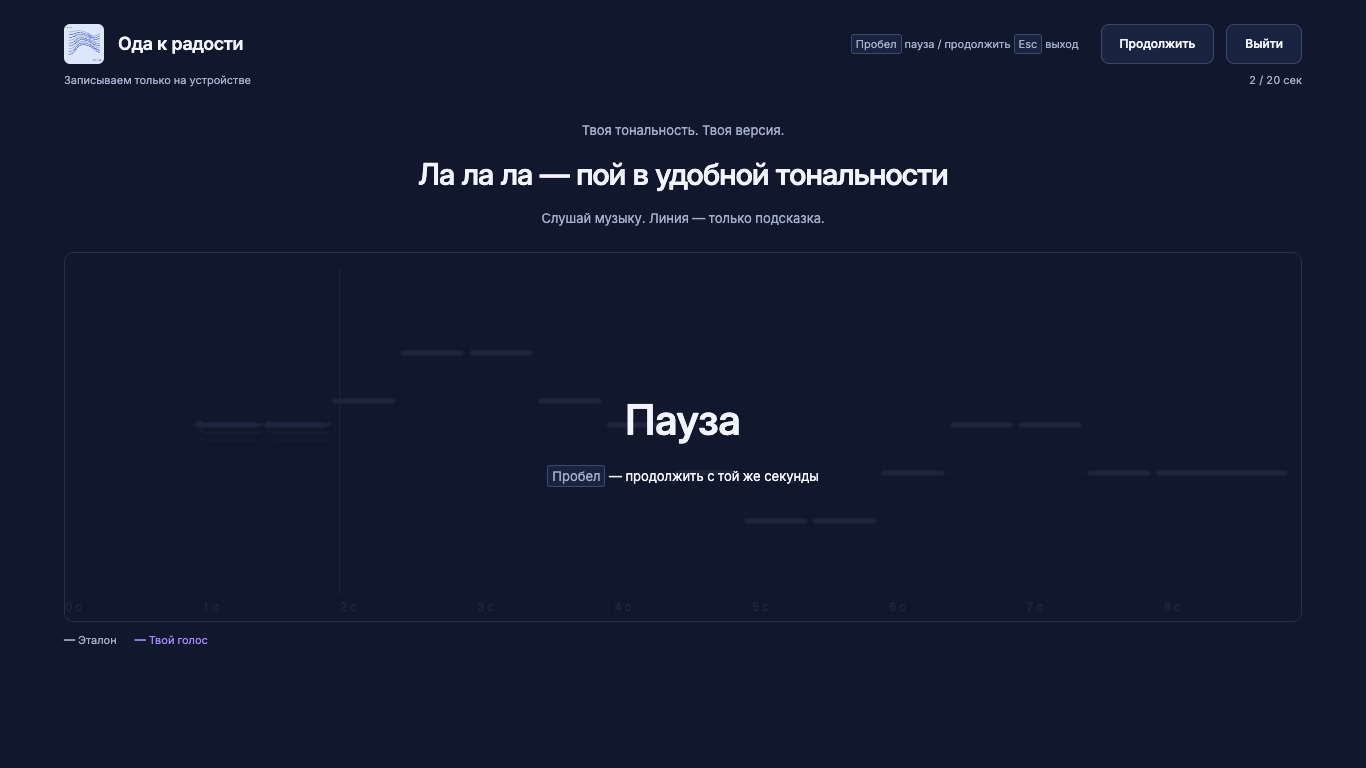 Ода к радости
Пробел пауза / продолжить Esc выход
Продолжить
Выйти
Записываем только на устройстве
2 / 20 сек
Твоя тональность. Твоя версия.
Ла ла ла — пой в удобной тональности
Слушай музыку. Линия — только подсказка.
Пауза
Пробел — продолжить с той же секунды
0 с 1 с 2 с 3 с 4 с 5 с 6 с 7 с 8 с
— Эталон — Твой голос